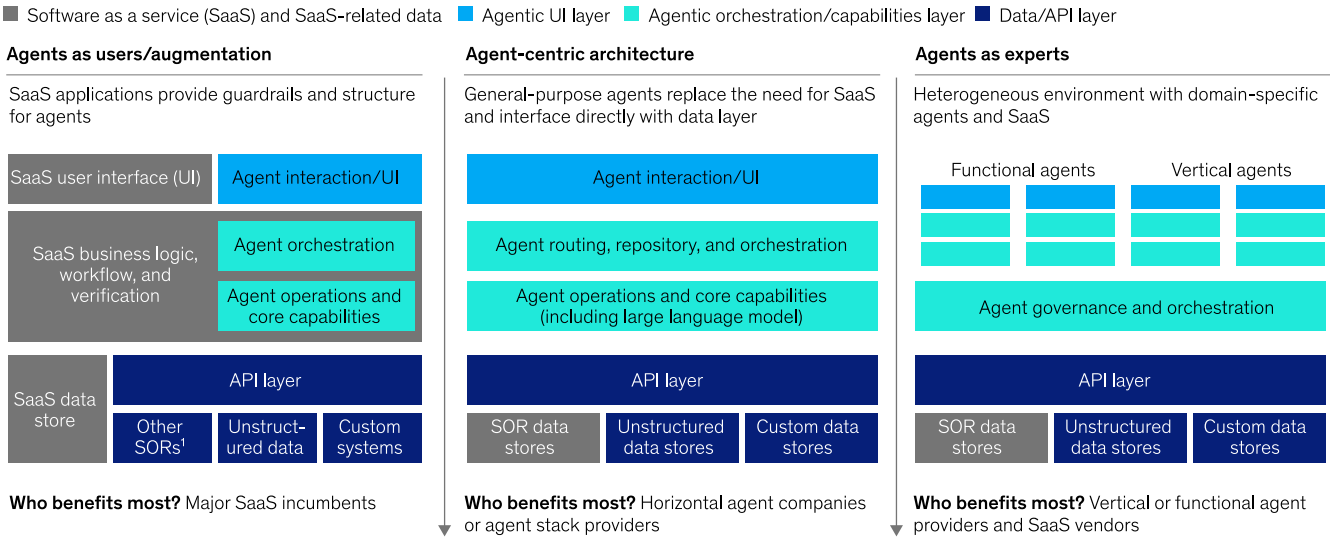 Software as a service (SaaS) and SaaS-related data
Agentic UI layer
Agentic orchestration/capabilities layer
Data/API layer
Agents as users/augmentation
SaaS applications provide guardrails and structure
for agents
SaaS user interface (UI)
Agent interaction/UI
SaaS business logic,
workflow, and
verification
Agent orchestration
Agent operations and
core capabilities
SaaS data
store
API layer
Other
SORs¹
Unstruct-
ured data
Custom
systems
Who benefits most? Major SaaS incumbents
Agent-centric architecture
General-purpose agents replace the need for SaaS
and interface directly with data layer
Agent interaction/UI
Agent routing, repository, and orchestration
Agent operations and core capabilities
(including large language model)
API layer
SOR data
stores
Unstructured
data stores
Custom data
stores
Who benefits most? Horizontal agent companies
or agent stack providers
Agents as experts
Heterogeneous environment with domain-specific
agents and SaaS
Functional agents
Vertical agents
Agent governance and orchestration
API layer
SOR data
stores
Unstructured
data stores
Custom data
stores
Who benefits most? Vertical or functional agent
providers and SaaS vendors